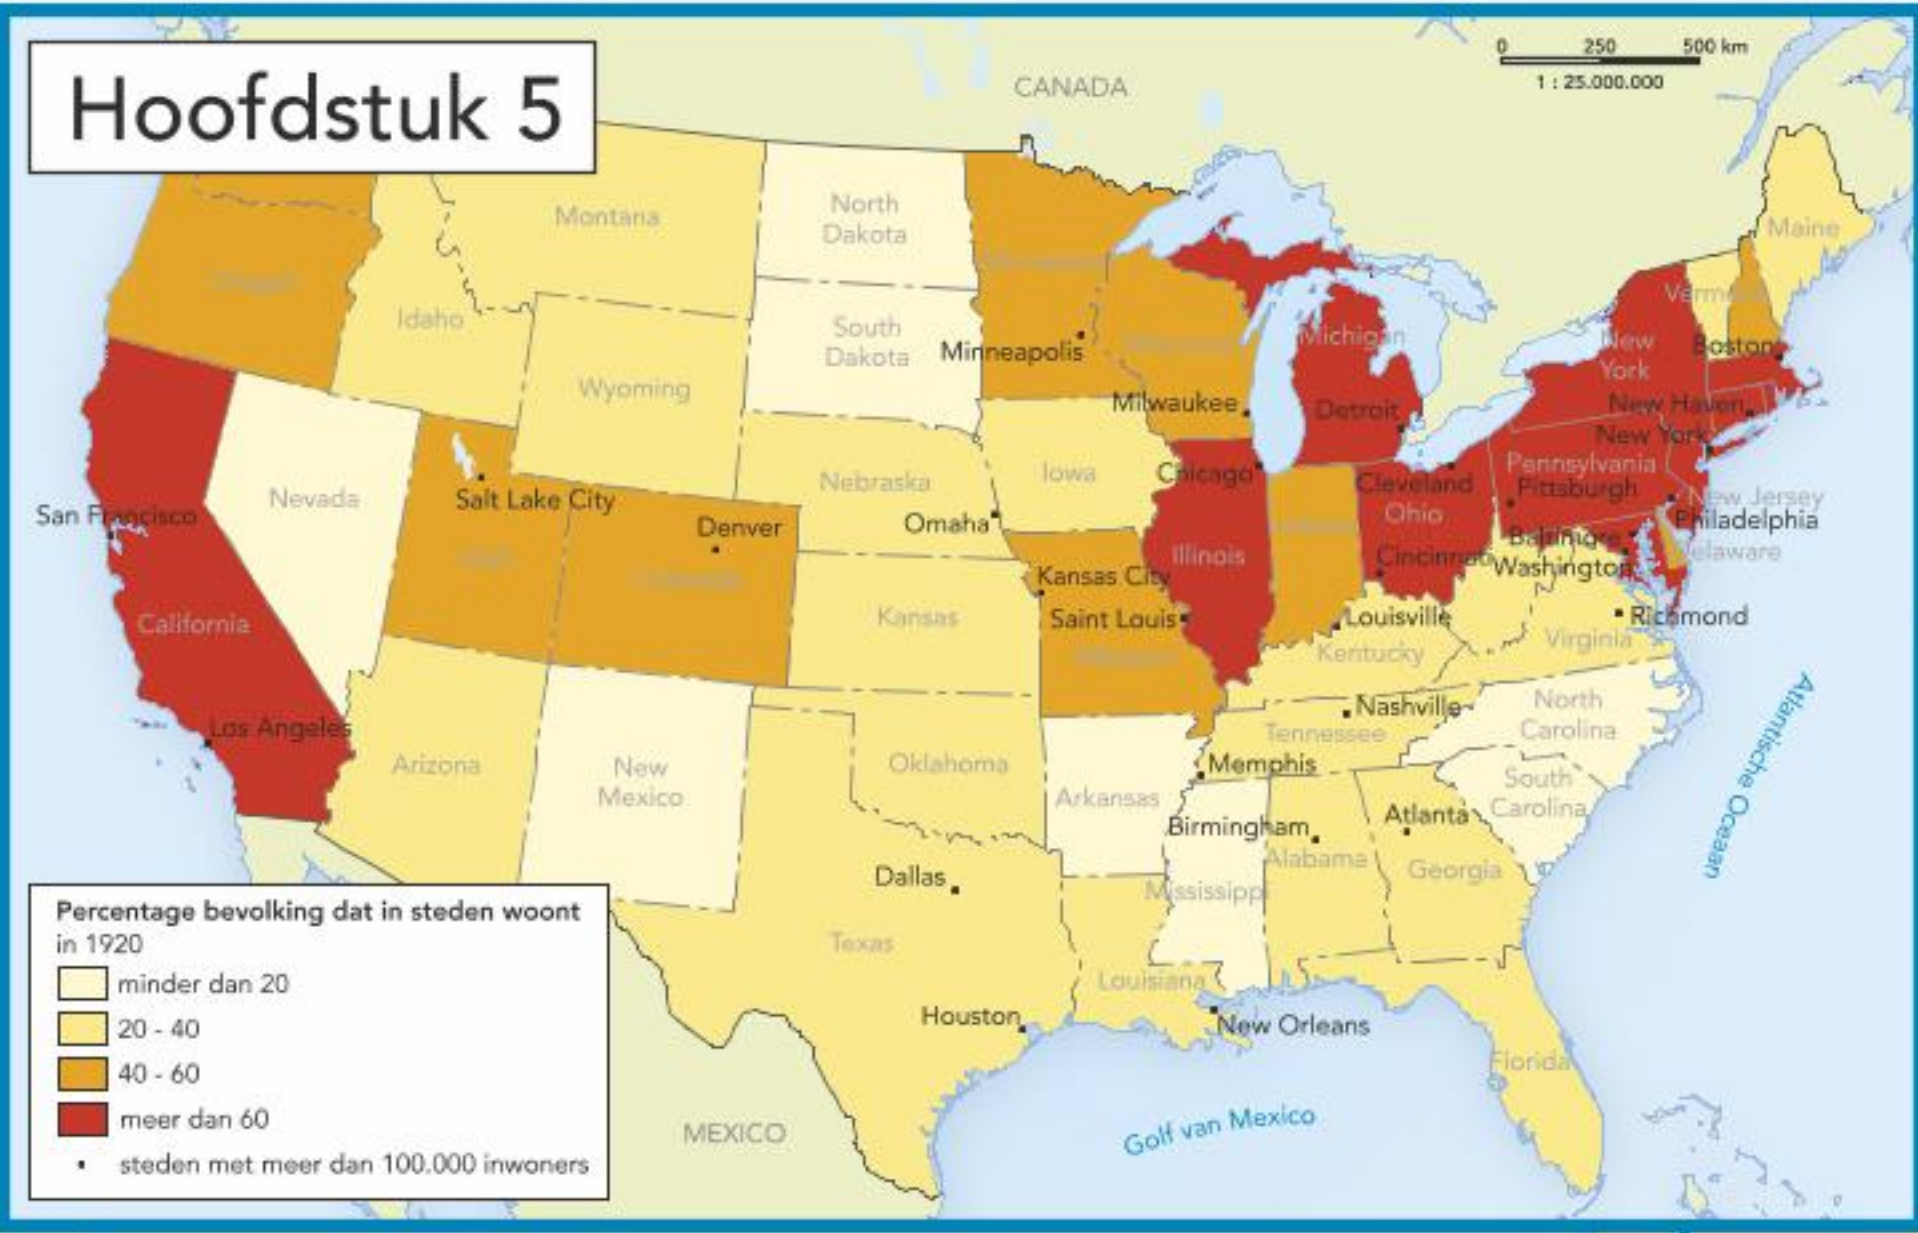 Hoofdstuk 5
0 250 500 km
1 : 25.000.000
CANADA
Montana
North
Dakota
Maine
Idaho
South
Dakota
Minneapolis
Michigan
New
York
Boston
Wyoming
Milwaukee
Detroit
New Haven
New York
Nevada
Salt Lake City
Nebraska
Iowa
Chicago
Cleveland
Pennsylvania
Pittsburgh
New Jersey
Philadelphia
San Francisco
Denver
Omaha
Ohio
Baltimore
Delaware
Illinois
Cincinnati
Washington
Kansas City
California
Kansas
Saint Louis
Louisville
Kentucky
Richmond
Virginia
Los Angeles
Arizona
New
Mexico
Oklahoma
Nashville
Tennessee
North
Carolina
Memphis
Arkansas
South
Carolina
Birmingham
Atlanta
Alabama
Georgia
Dallas
Mississippi
Texas
Louisiana
Houston
New Orleans
Florida
Atlantische Oceaan
Golf van Mexico
MEXICO
Percentage bevolking dat in steden woont
in 1920
minder dan 20
20 - 40
40 - 60
meer dan 60
steden met meer dan 100.000 inwoners